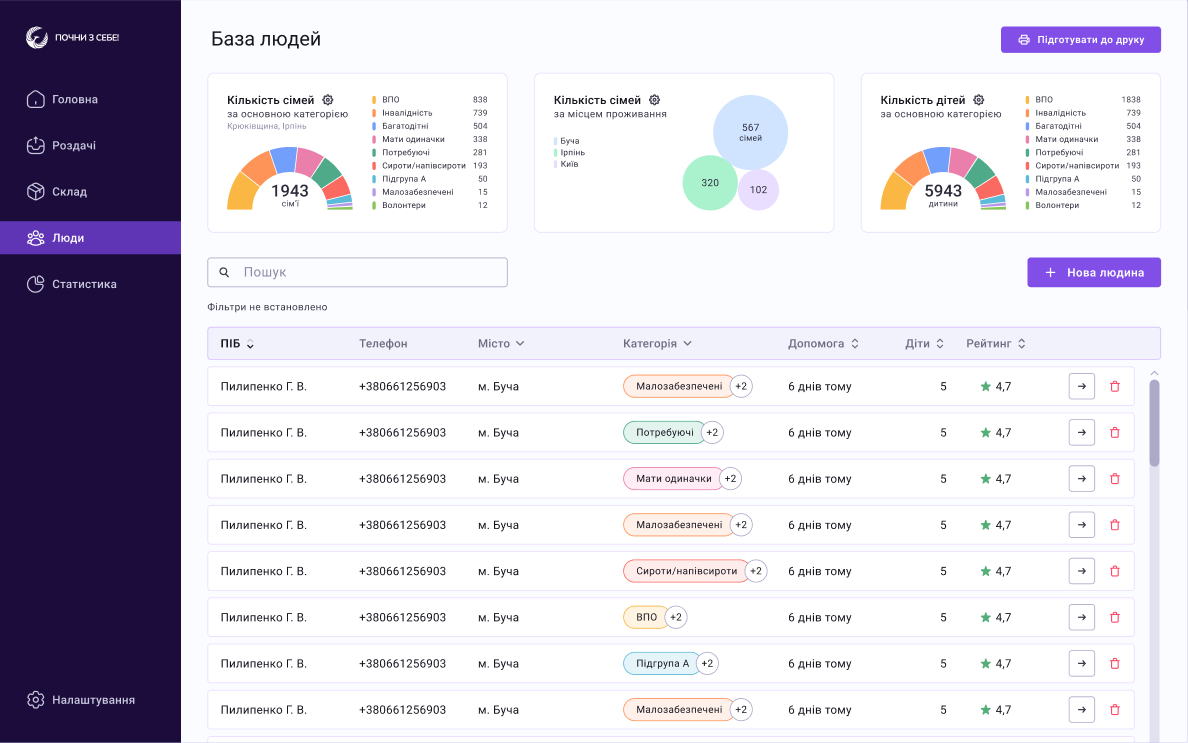 ПОЧНИ З СЕБЕ!
Головна
Роздачі
Склад
Люди
Статистика
Налаштування
База людей
Підготувати до друку
Кількість сімей
за основною категорією
Крюківщина, Ірпінь
1943
сім'ї
ВПО 838
Інвалідність 739
Багатодітні 504
Мати одиначки 338
Потребуючі 281
Сироти/напівсироти 193
Підгрупа А 50
Малозабезпечені 15
Волонтери 12
Кількість сімей
за місцем проживання
Буча
Ірпінь
Київ
567
сімей
320
102
Кількість дітей
за основною категорією
5943
дитини
ВПО 1838
Інвалідність 739
Багатодітні 504
Мати одиначки 338
Потребуючі 281
Сироти/напівсироти 193
Підгрупа А 50
Малозабезпечені 15
Волонтери 12
Пошук
Нова людина
Фільтри не встановлено
ПІБ Телефон Місто Категорія Допомога Діти Рейтинг
Пилипенко Г. В. +380661256903 м. Буча Малозабезпечені +2 6 днів тому 5 4,7
Пилипенко Г. В. +380661256903 м. Буча Потребуючі +2 6 днів тому 5 4,7
Пилипенко Г. В. +380661256903 м. Буча Мати одиначки +2 6 днів тому 5 4,7
Пилипенко Г. В. +380661256903 м. Буча Малозабезпечені +2 6 днів тому 5 4,7
Пилипенко Г. В. +380661256903 м. Буча Сироти/напівсироти +2 6 днів тому 5 4,7
Пилипенко Г. В. +380661256903 м. Буча ВПО +2 6 днів тому 5 4,7
Пилипенко Г. В. +380661256903 м. Буча Підгрупа А +2 6 днів тому 5 4,7
Пилипенко Г. В. +380661256903 м. Буча Малозабезпечені +2 6 днів тому 5 4,7